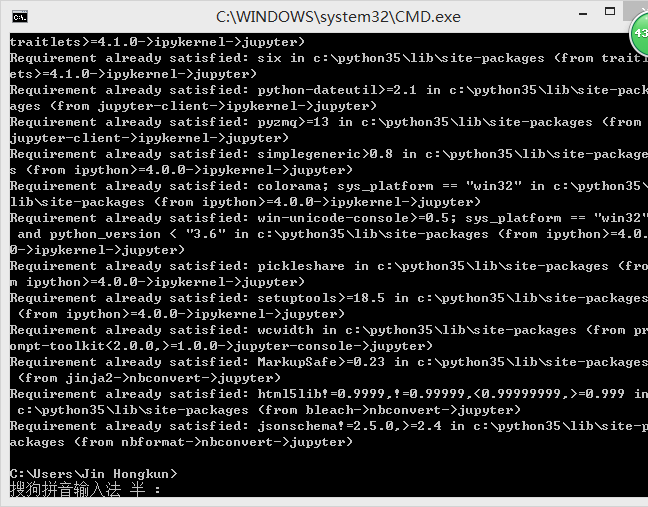 C:\WINDOWS\system32\CMD.exe
43
traitlets>=4.1.0->ipykernel->jupyter)
Requirement already satisfied: six in c:\python35\lib\site-packages (from traitl
ets>=4.1.0->ipykernel->jupyter)
Requirement already satisfied: python-dateutil>=2.1 in c:\python35\lib\site-pack
ages (from jupyter-client->ipykernel->jupyter)
Requirement already satisfied: pyzmq>=13 in c:\python35\lib\site-packages (from
jupyter-client->ipykernel->jupyter)
Requirement already satisfied: simplegeneric>0.8 in c:\python35\lib\site-package
s (from ipython>=4.0.0->ipykernel->jupyter)
Requirement already satisfied: colorama; sys_platform == "win32" in c:\python35\
lib\site-packages (from ipython>=4.0.0->ipykernel->jupyter)
Requirement already satisfied: win-unicode-console>=0.5; sys_platform == "win32"
 and python_version < "3.6" in c:\python35\lib\site-packages (from ipython>=4.0.
0->ipykernel->jupyter)
Requirement already satisfied: pickleshare in c:\python35\lib\site-packages (fro
m ipython>=4.0.0->ipykernel->jupyter)
Requirement already satisfied: setuptools>=18.5 in c:\python35\lib\site-packages
 (from ipython>=4.0.0->ipykernel->jupyter)
Requirement already satisfied: wcwidth in c:\python35\lib\site-packages (from pr
ompt-toolkit<2.0.0,>=1.0.0->jupyter-console->jupyter)
Requirement already satisfied: MarkupSafe>=0.23 in c:\python35\lib\site-packages
 (from jinja2->nbconvert->jupyter)
Requirement already satisfied: html5lib!=0.9999,!=0.99999,<0.99999999,>=0.999 in
 c:\python35\lib\site-packages (from bleach->nbconvert->jupyter)
Requirement already satisfied: jsonschema!=2.5.0,>=2.4 in c:\python35\lib\site-p
ackages (from nbformat->nbconvert->jupyter)
C:\Users\Jin Hongkun>
搜狗拼音输入法 半 :